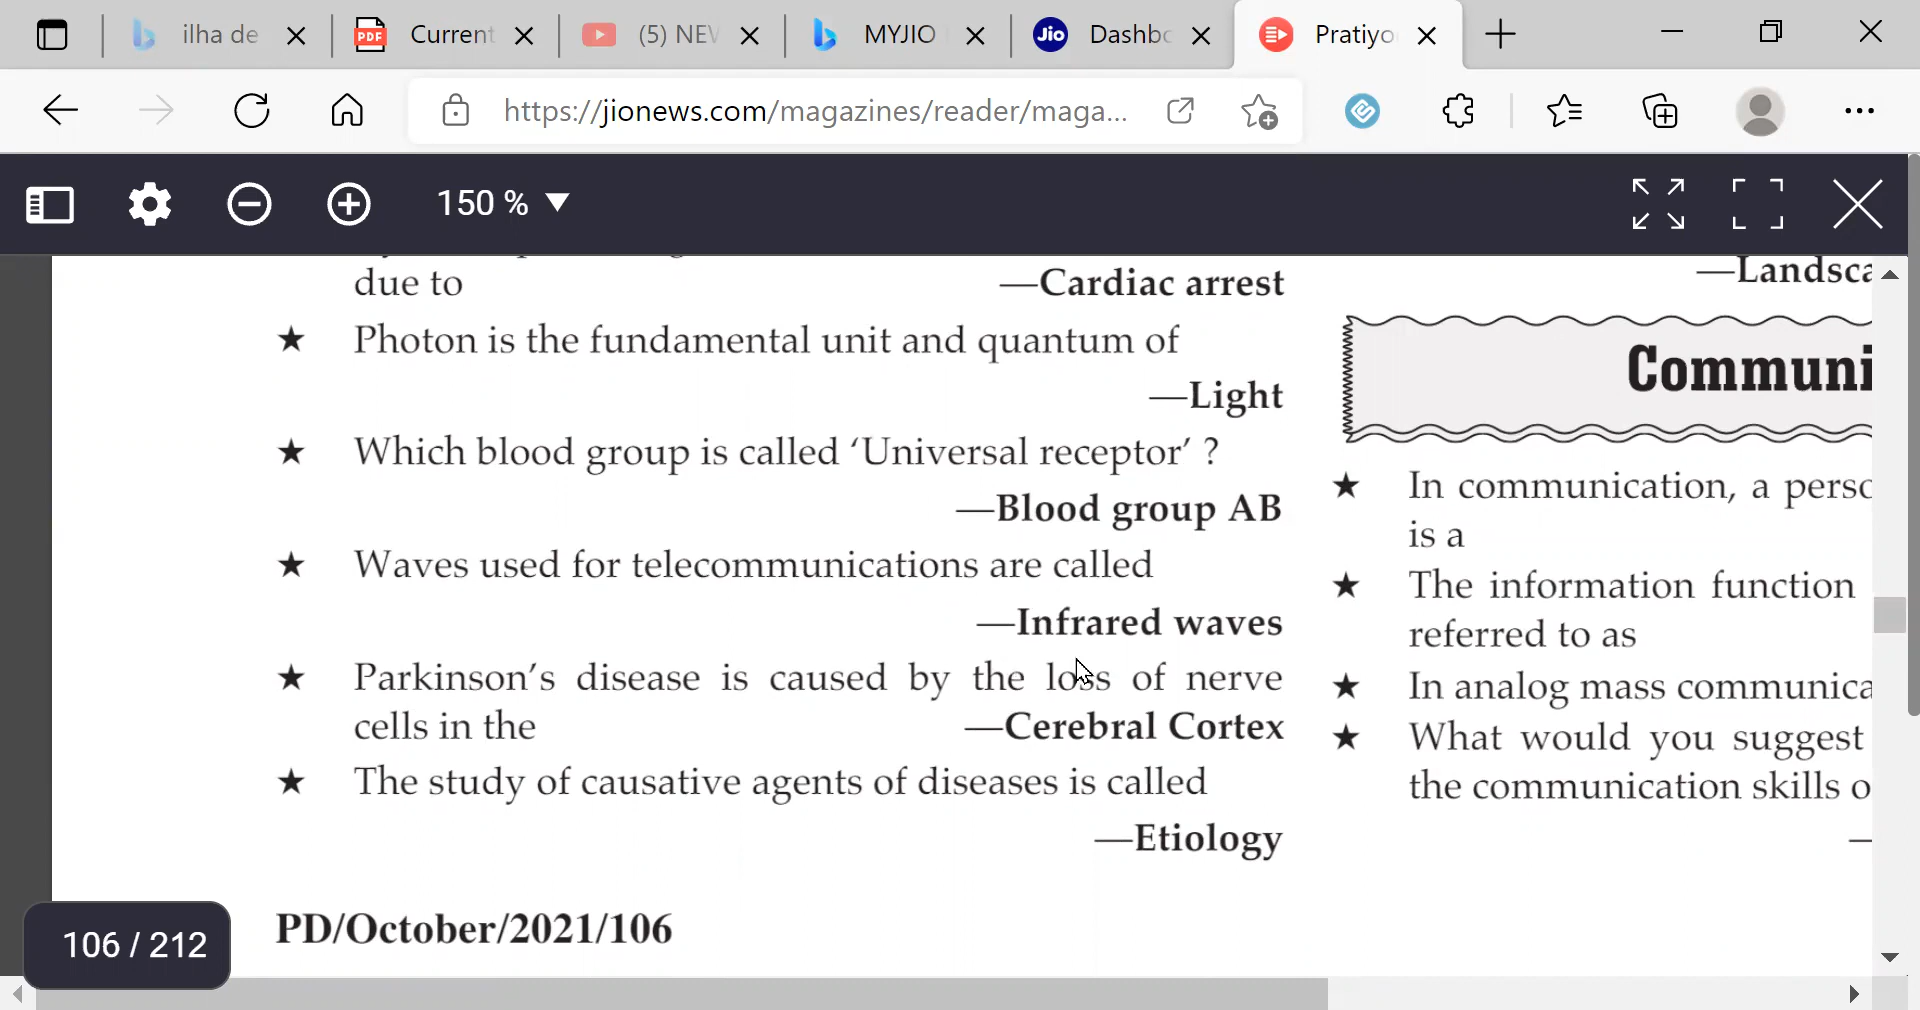 ilha de
Current
(5) NEW
MYJIO
Dashbo
Pratiyo
https://jionews.com/magazines/reader/maga...
150 %
due to —Cardiac arrest
★ Photon is the fundamental unit and quantum of
—Light
★ Which blood group is called ‘Universal receptor’ ?
—Blood group AB
★ Waves used for telecommunications are called
—Infrared waves
★ Parkinson’s disease is caused by the loss of nerve
cells in the —Cerebral Cortex
★ The study of causative agents of diseases is called
—Etiology
PD/October/2021/106
106 / 212
—Landsca
Communi
★ In communication, a perso
is a
★ The information function
referred to as
★ In analog mass communica
★ What would you suggest
the communication skills o
—